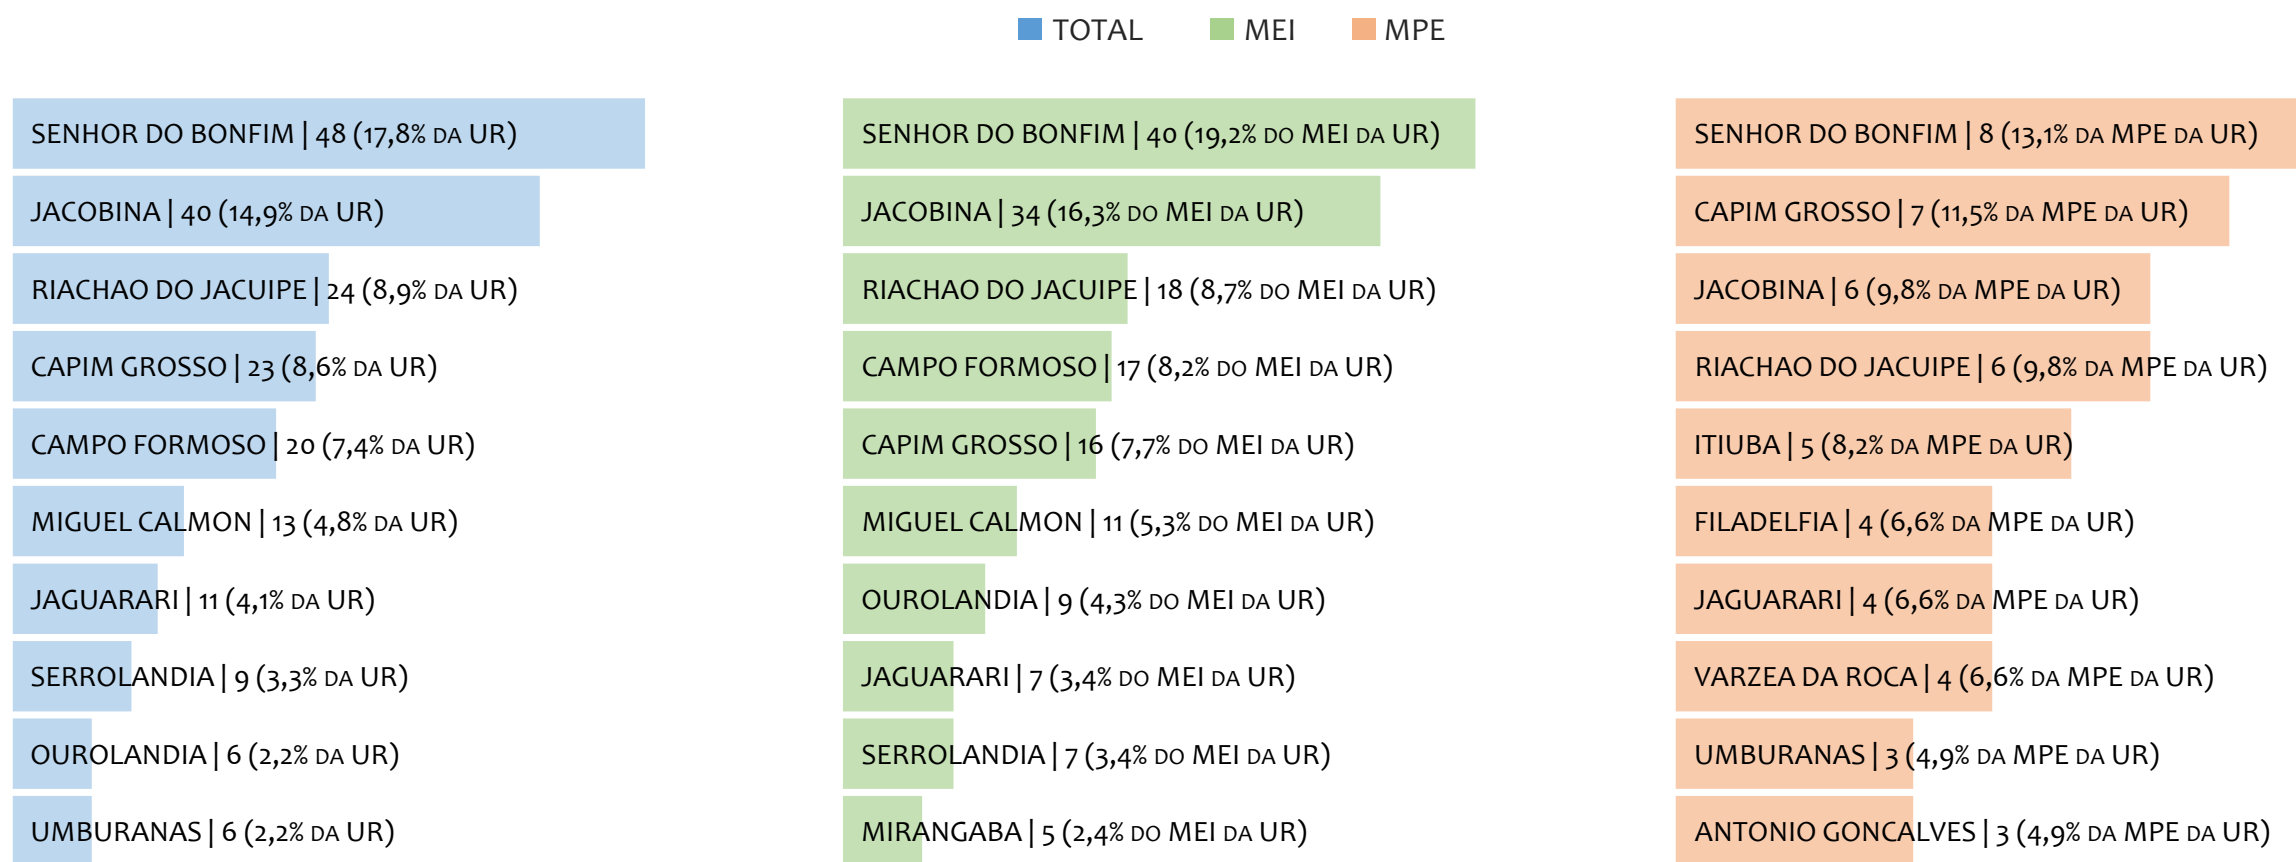 TOTAL MEI MPE
SENHOR DO BONFIM | 48 (17,8% DA UR)
JACOBINA | 40 (14,9% DA UR)
RIACHAO DO JACUIPE | 24 (8,9% DA UR)
CAPIM GROSSO | 23 (8,6% DA UR)
CAMPO FORMOSO | 20 (7,4% DA UR)
MIGUEL CALMON | 13 (4,8% DA UR)
JAGUARARI | 11 (4,1% DA UR)
SERROLANDIA | 9 (3,3% DA UR)
OUROLANDIA | 6 (2,2% DA UR)
UMBURANAS | 6 (2,2% DA UR)
SENHOR DO BONFIM | 40 (19,2% DO MEI DA UR)
JACOBINA | 34 (16,3% DO MEI DA UR)
RIACHAO DO JACUIPE | 18 (8,7% DO MEI DA UR)
CAMPO FORMOSO | 17 (8,2% DO MEI DA UR)
CAPIM GROSSO | 16 (7,7% DO MEI DA UR)
MIGUEL CALMON | 11 (5,3% DO MEI DA UR)
OUROLANDIA | 9 (4,3% DO MEI DA UR)
JAGUARARI | 7 (3,4% DO MEI DA UR)
SERROLANDIA | 7 (3,4% DO MEI DA UR)
MIRANGABA | 5 (2,4% DO MEI DA UR)
SENHOR DO BONFIM | 8 (13,1% DA MPE DA UR)
CAPIM GROSSO | 7 (11,5% DA MPE DA UR)
JACOBINA | 6 (9,8% DA MPE DA UR)
RIACHAO DO JACUIPE | 6 (9,8% DA MPE DA UR)
ITIUBA | 5 (8,2% DA MPE DA UR)
FILADELFIA | 4 (6,6% DA MPE DA UR)
JAGUARARI | 4 (6,6% DA MPE DA UR)
VARZEA DA ROCA | 4 (6,6% DA MPE DA UR)
UMBURANAS | 3 (4,9% DA MPE DA UR)
ANTONIO GONCALVES | 3 (4,9% DA MPE DA UR)